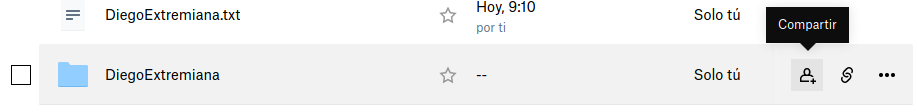 DiegoExtremiana.txt
Hoy, 9:10
por ti
Solo tú
Compartir
DiegoExtremiana
--
Solo tú